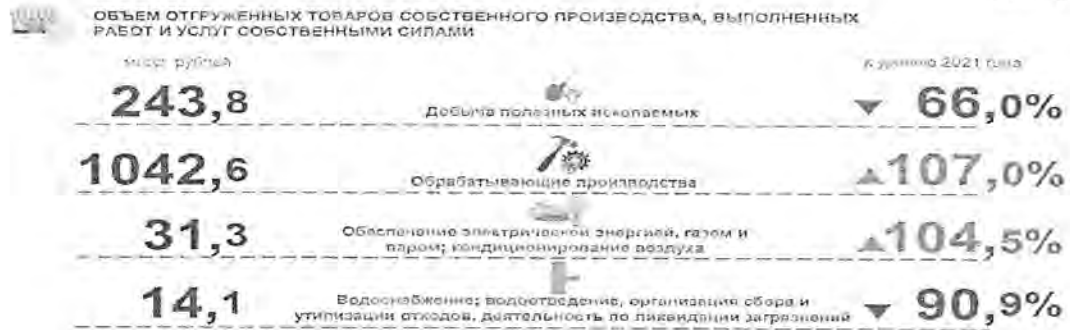 ОБЪЕМ ОТГРУЖЕННЫХ ТОВАРОВ СОБСТВЕННОГО ПРОИЗВОДСТВА, ВЫПОЛНЕННЫХ
РАБОТ И УСЛУГ СОБСТВЕННЫМИ СИЛАМИ
рублей
2021 года
243,8
Добыча полезных ископаемых
▼ 66,0%
1042,6
Обрабатывающие производства
▲107,0%
31,3
Обеспечение электрической энергией, газом и
паром; кондиционирование воздуха
▲104,5%
14,1
Водоснабжение; водоотведение, организация сбора и
утилизации отходов, деятельность по ликвидации загрязнений
▼ 90,9%